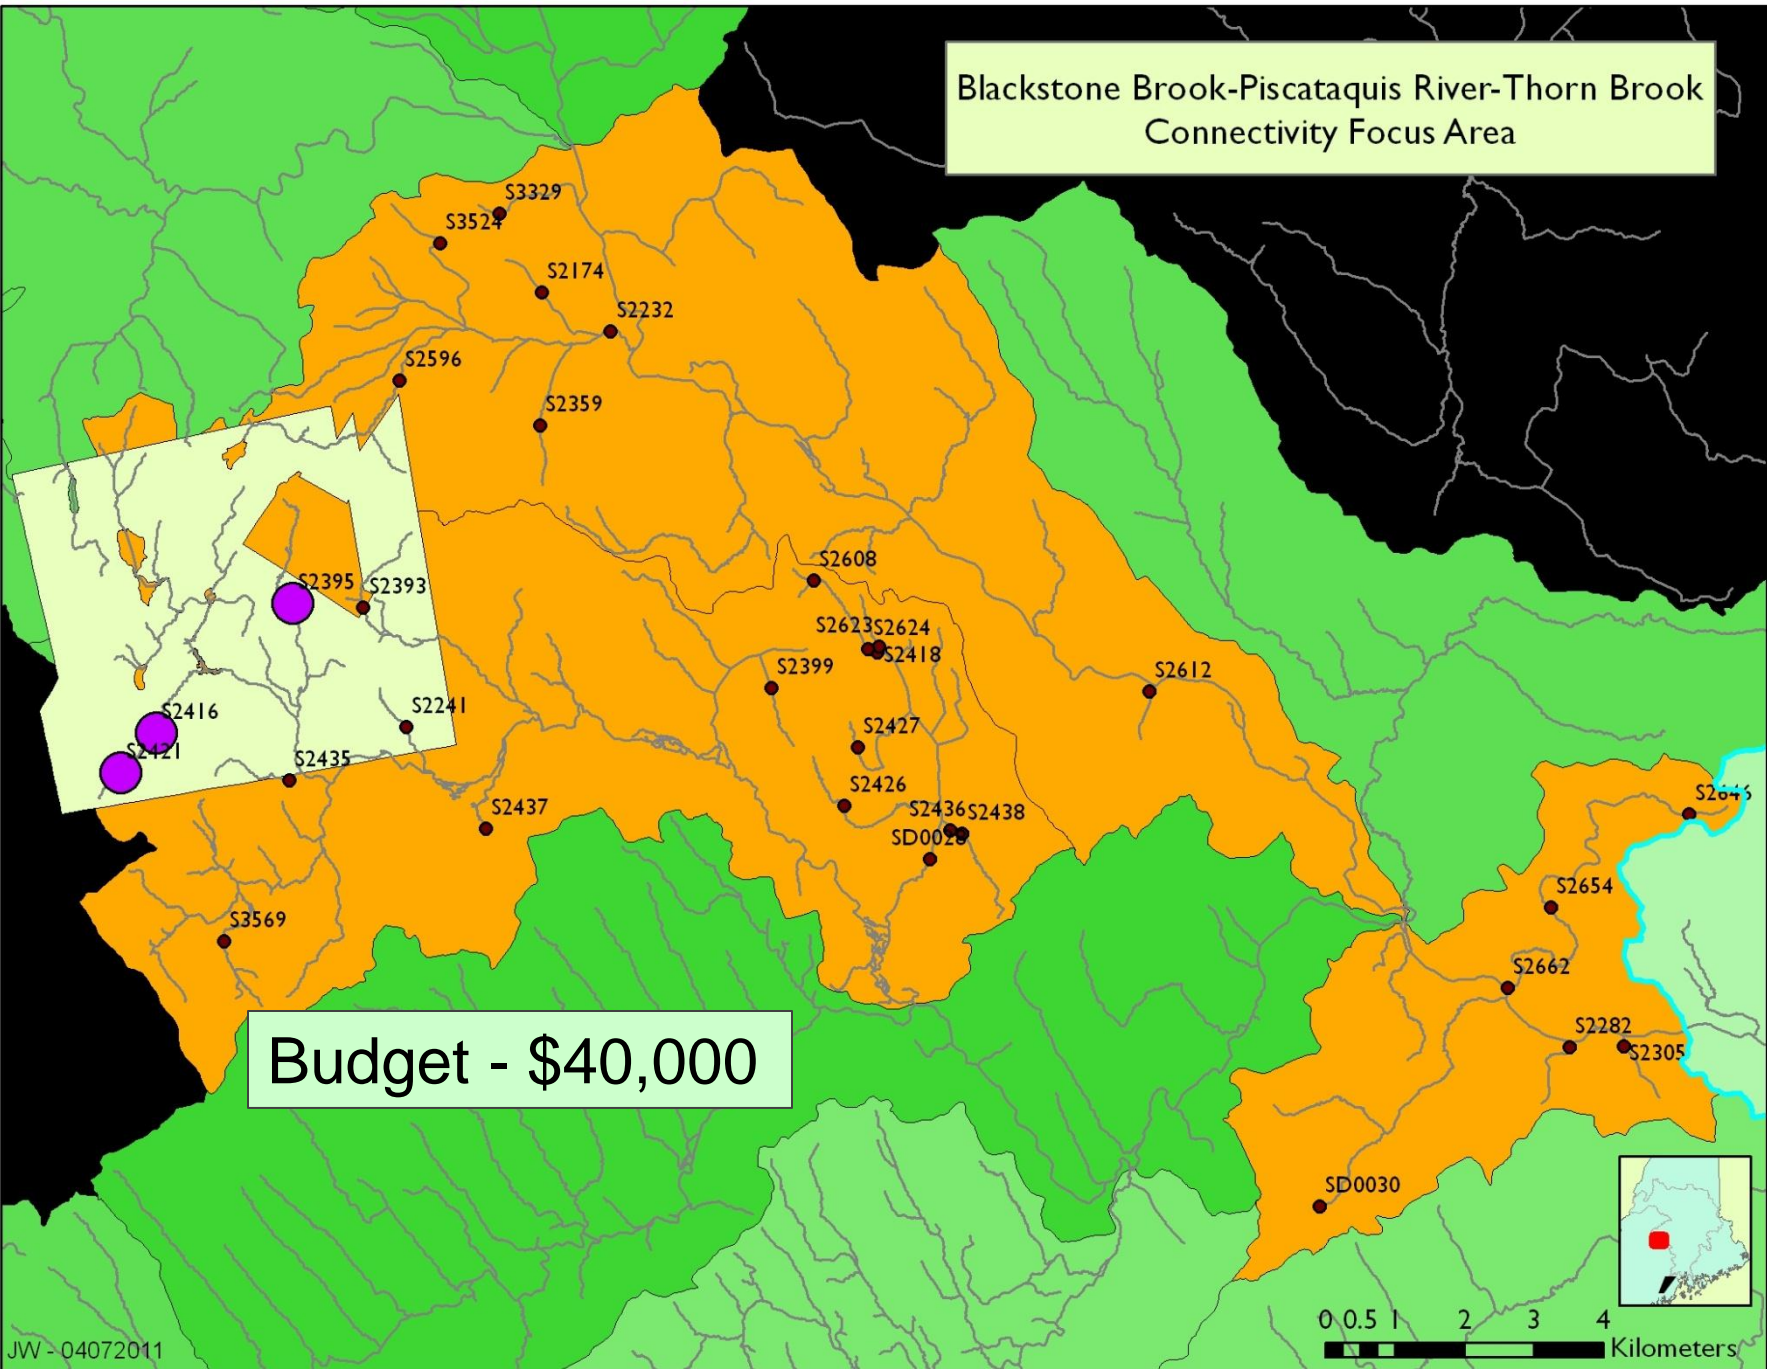 Blackstone Brook-Piscataquis River-Thorn Brook
Connectivity Focus Area
S3329
S3524
S2174
S2232
S2596
S2359
S2608
S2395
S2393
S2623
S2624
S2418
S2399
S2612
S2416
S2241
S2427
S2421
S2435
S2426
S2646
S2437
S2436
S2438
SD0028
S2654
S3569
S2662
S2282
S2305
Budget - $40,000
SD0030
0 0.5 1 2 3 4
Kilometers
JW - 04072011